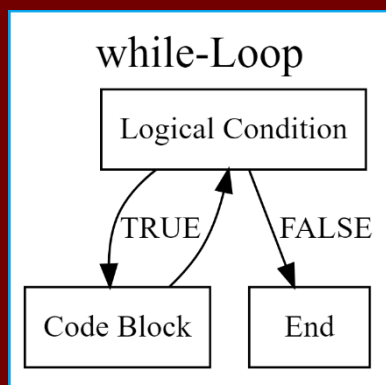 while-Loop
Logical Condition
TRUE
FALSE
Code Block
End